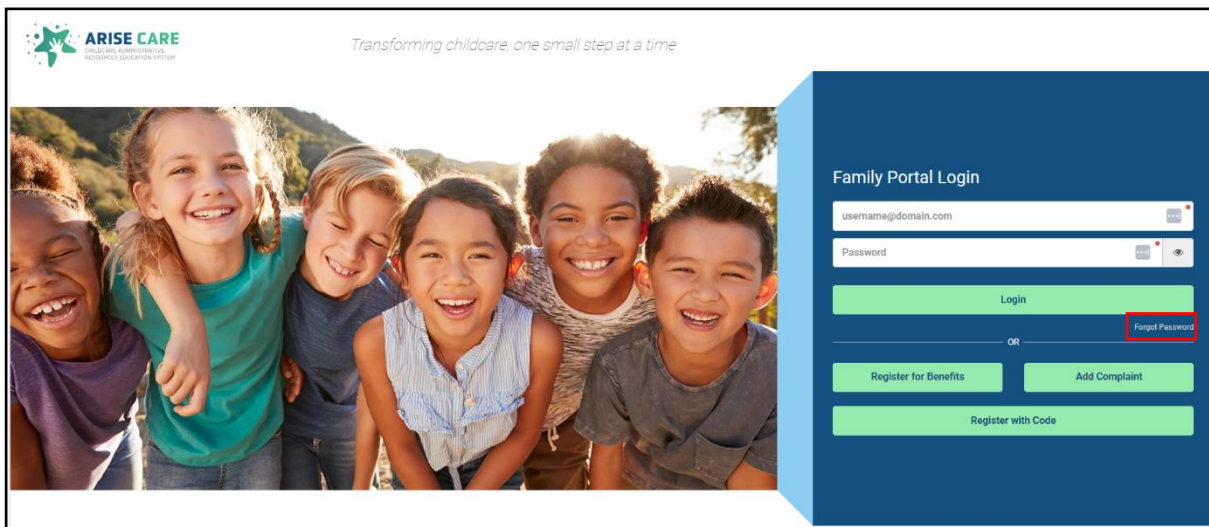 ARISE CARE
CHILDCARE ADMINISTRATIVE
RESOURCES EDUCATION SYSTEM
Transforming childcare, one small step at a time
Family Portal Login
username@domain.com
Password
Login
Forgot Password
OR
Register for Benefits
Add Complaint
Register with Code